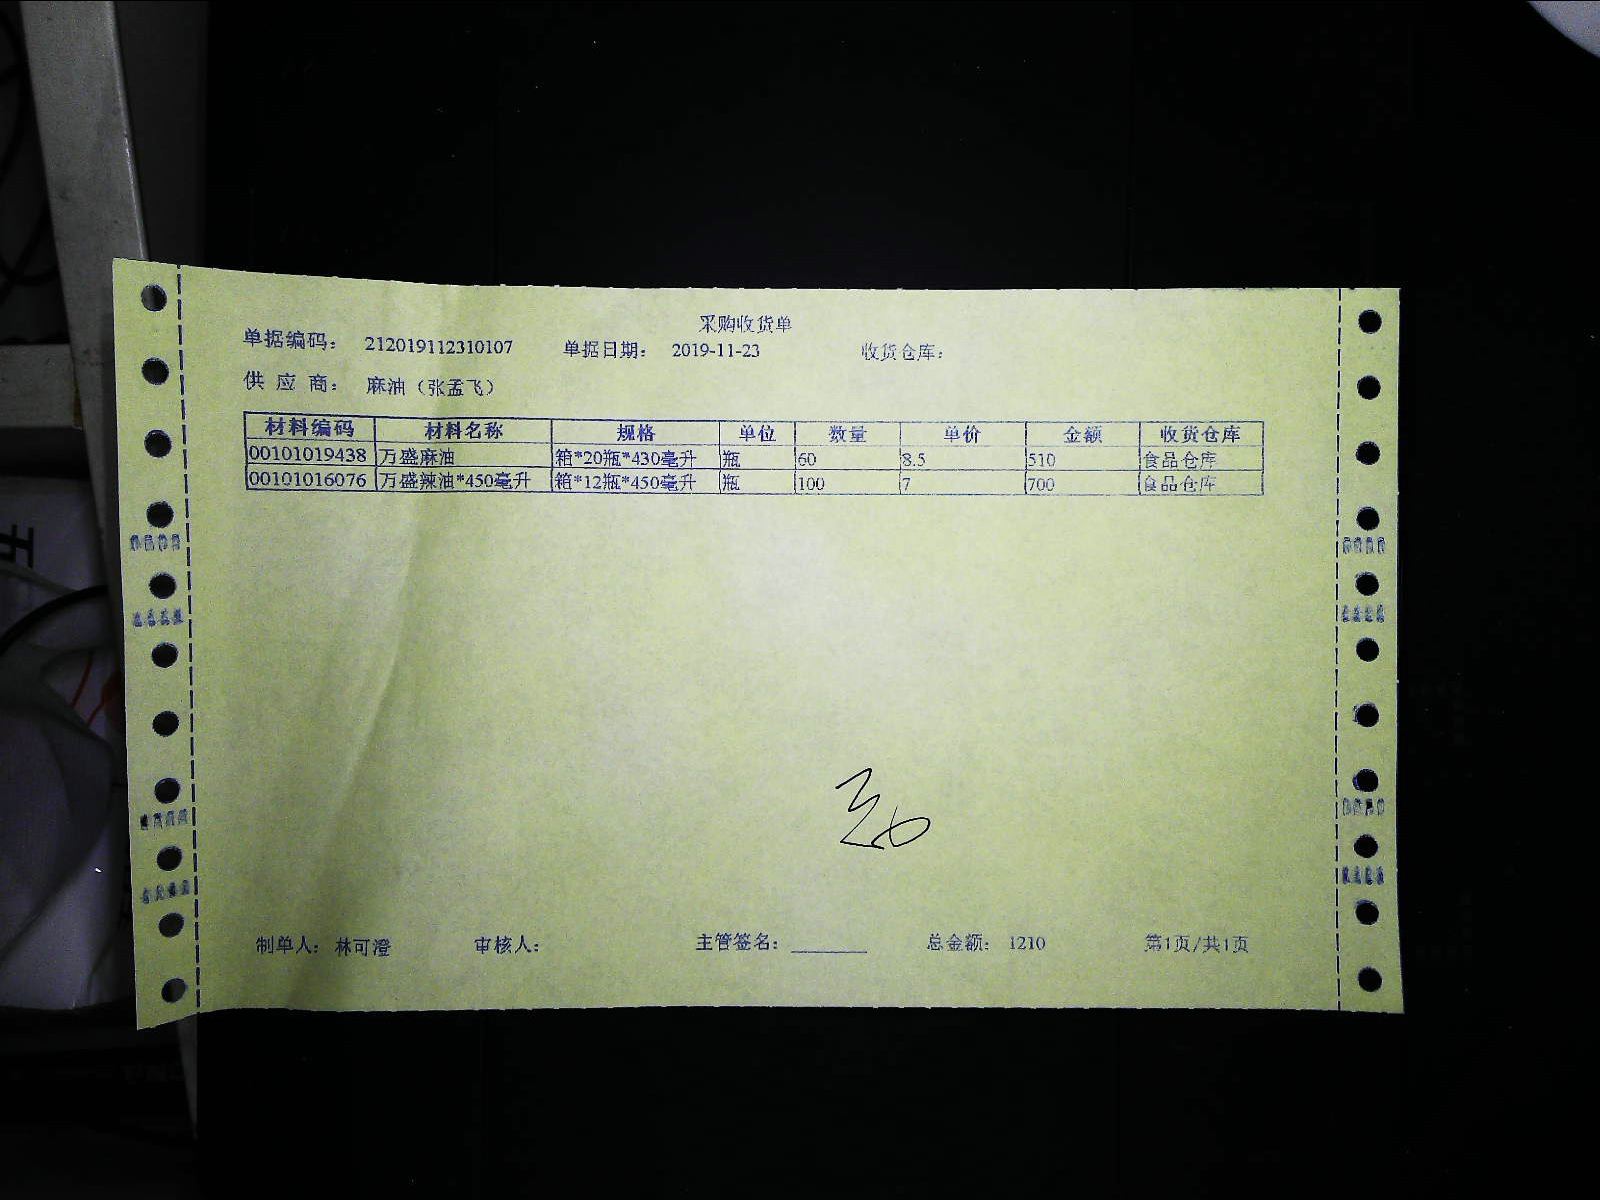 采购收货单
单据编码： 212019112310107 单据日期： 2019-11-23 收货仓库：
供 应 商： 麻油（张孟飞）
材料编码 材料名称 规格 单位 数量 单价 金额 收货仓库
00101019438 万盛麻油 箱*20瓶*430毫升 瓶 60 8.5 510 食品仓库
00101016076 万盛辣油*450毫升 箱*12瓶*450毫升 瓶 100 7 700 食品仓库
制单人： 林可澄 审核人： 主管签名： 总金额： 1210 第1页/共1页